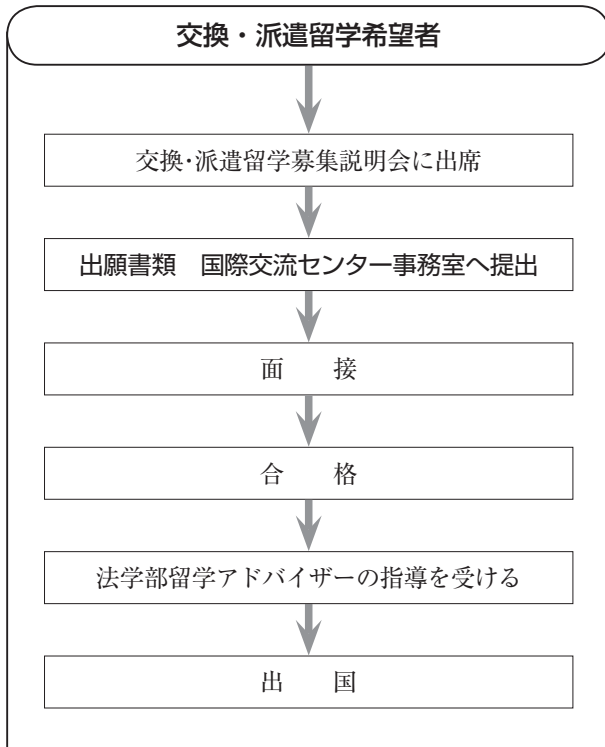 交換・派遣留学希望者
交換・派遣留学募集説明会に出席
出願書類　国際交流センター事務室へ提出
面　　接
合　　格
法学部留学アドバイザーの指導を受ける
出　　国